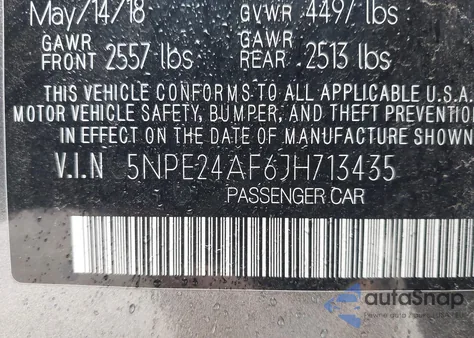 May/14/18 GVWR 4497 lbs
GAWR FRONT 2557 lbs GAWR REAR 2513 lbs
THIS VEHICLE CONFORMS TO ALL APPLICABLE U.S.A.
MOTOR VEHICLE SAFETY, BUMPER, AND THEFT PREVENTION
IN EFFECT ON THE DATE OF MANUFACTURE SHOWN
V.I.N 5NPE24AF6JH713435
PASSENGER CAR
autoSnap